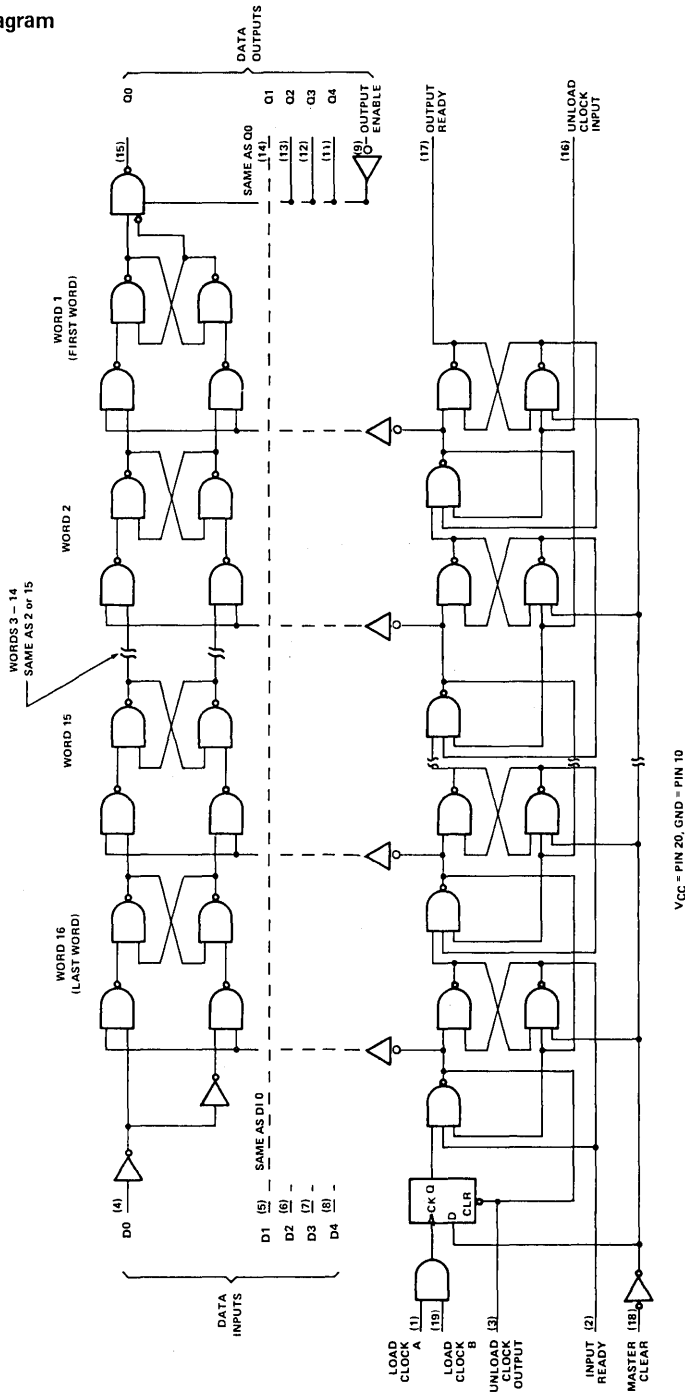 agram
DATA
OUTPUTS
Q0
Q1
Q2
Q3
Q4
OUTPUT
ENABLE
(15)
SAME AS Q0
(14)
(13)
(12)
(11)
(9)
(17) OUTPUT
READY
(16) UNLOAD
CLOCK
INPUT
WORD 1
(FIRST WORD)
WORD 2
WORDS 3 – 14
SAME AS 2 or 15
WORD 15
WORD 16
(LAST WORD)
SAME AS DI 0
D0 (4)
D1 (5)
D2 (6)
D3 (7)
D4 (8)
DATA
INPUTS
CK Q
D CLR
LOAD
CLOCK
A
(1)
LOAD
CLOCK
B
(19)
UNLOAD
CLOCK
OUTPUT
(3)
INPUT
READY
(2)
MASTER
CLEAR
(18)
VCC = PIN 20, GND = PIN 10